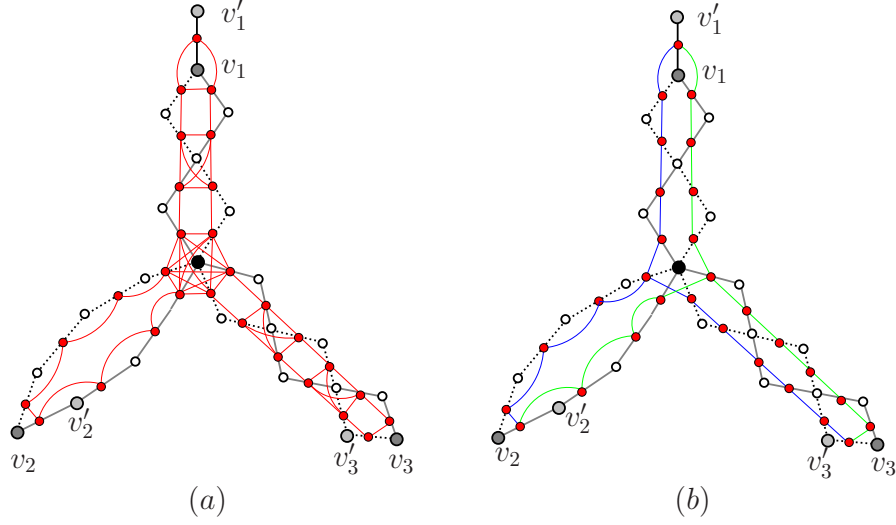 v′₁ v′₁
v₁ v₁
v′₂ v′₂
v₂ v′₃ v₃ v₂ v′₃ v₃
(a) (b)